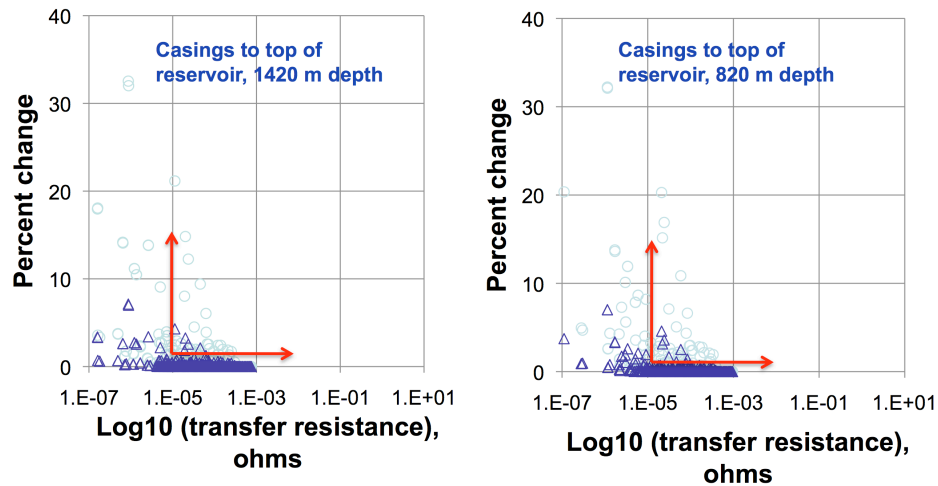 40
30
20
10
0
Percent change
Casings to top of
reservoir, 1420 m depth
1.E-07 1.E-05 1.E-03 1.E-01 1.E+01
Log10 (transfer resistance),
ohms
40
30
20
10
0
Percent change
Casings to top of
reservoir, 820 m depth
1.E-07 1.E-05 1.E-03 1.E-01 1.E+01
Log10 (transfer resistance),
ohms